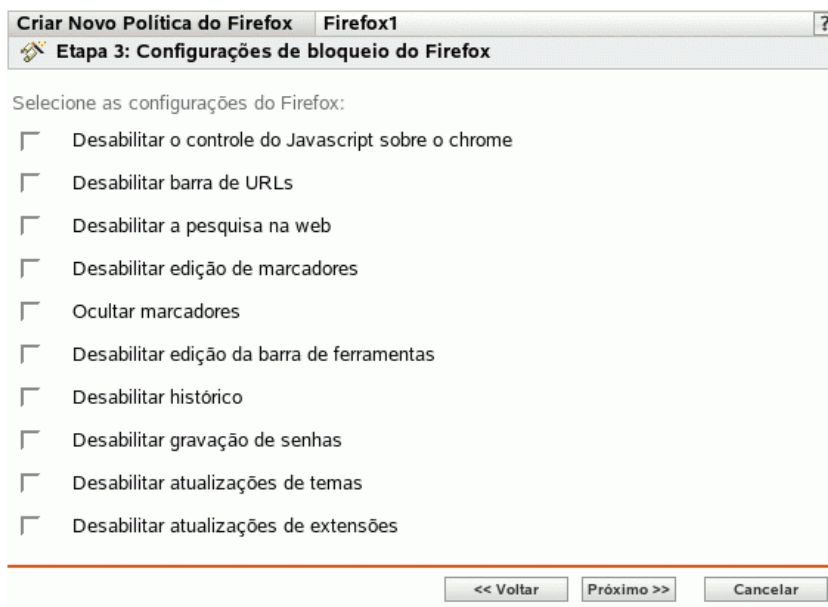 Criar Novo Política do Firefox Firefox1 ?
Etapa 3: Configurações de bloqueio do Firefox
Selecione as configurações do Firefox:
Desabilitar o controle do Javascript sobre o chrome
Desabilitar barra de URLs
Desabilitar a pesquisa na web
Desabilitar edição de marcadores
Ocultar marcadores
Desabilitar edição da barra de ferramentas
Desabilitar histórico
Desabilitar gravação de senhas
Desabilitar atualizações de temas
Desabilitar atualizações de extensões
<< Voltar Próximo >> Cancelar